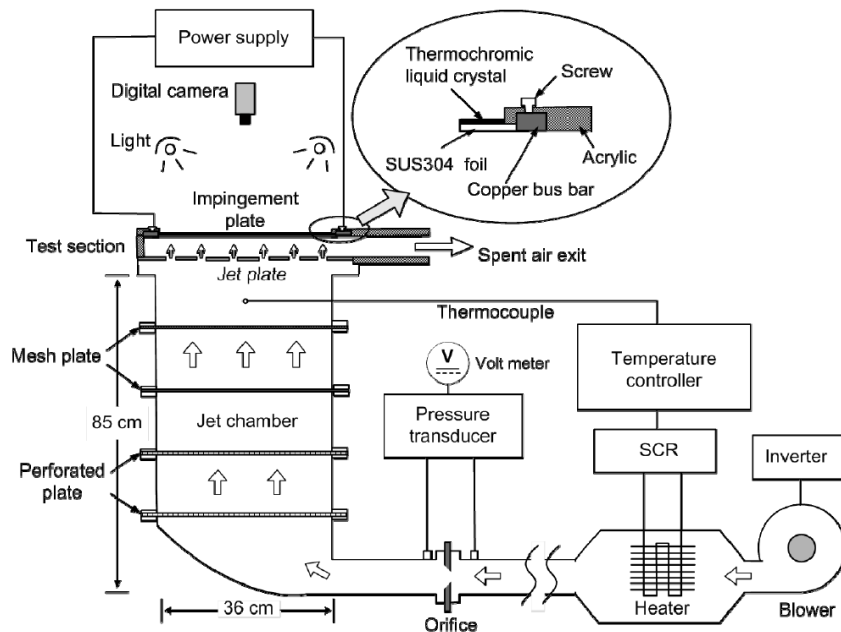 Power supply
Digital camera
Light
Thermochromic
liquid crystal
Screw
SUS304 foil
Acrylic
Copper bus bar
Impingement
plate
Test section
Spent air exit
Jet plate
Thermocouple
Mesh plate
V
Volt meter
Temperature
controller
85 cm
Jet chamber
Pressure
transducer
SCR
Inverter
Perforated
plate
36 cm
Orifice
Heater
Blower